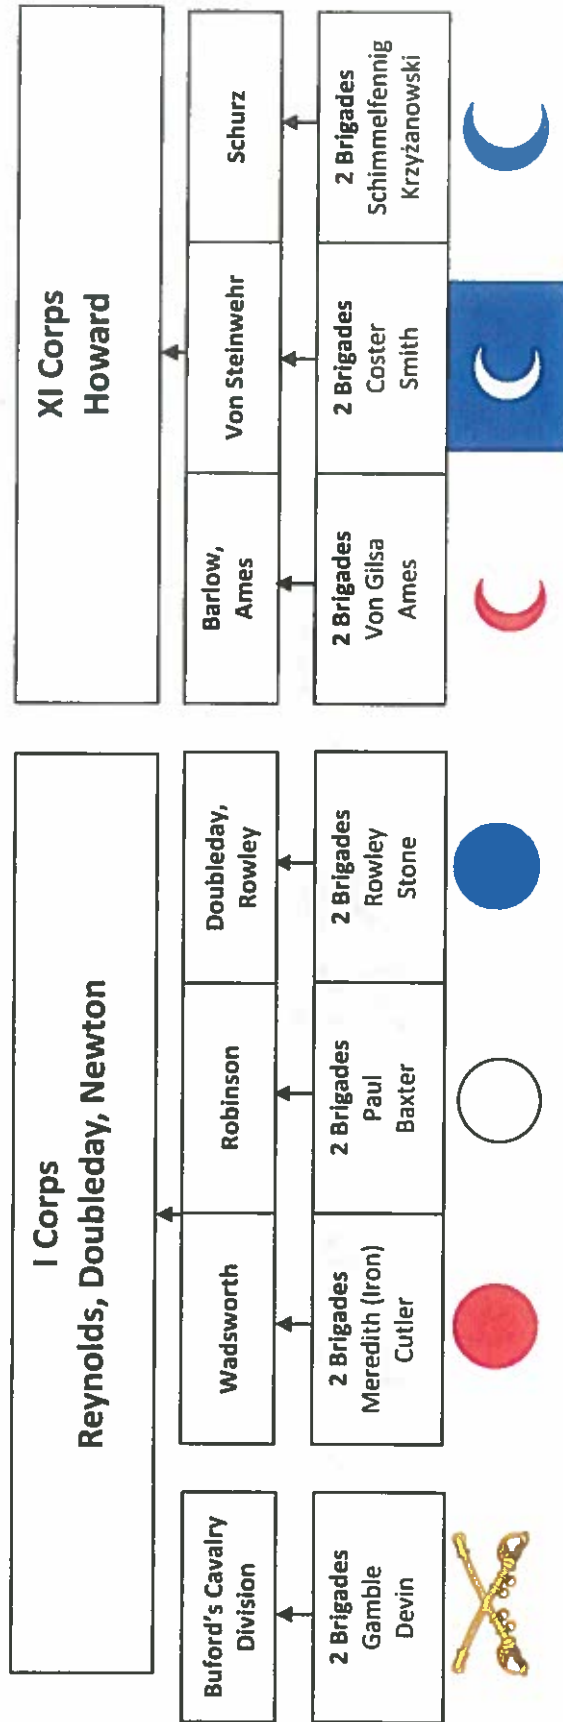 I Corps
Reynolds, Doubleday, Newton
XI Corps
Howard
Buford's Cavalry
Division
Wadsworth
Robinson
Doubleday,
Rowley
Barlow,
Ames
Von Steinwehr
Schurz
2 Brigades
Gamble
Devin
2 Brigades
Meredith (Iron)
Cutler
2 Brigades
Paul
Baxter
2 Brigades
Rowley
Stone
2 Brigades
Von Gilsa
Ames
2 Brigades
Coster
Smith
2 Brigades
Schimmelfennig
Krzyżanowski